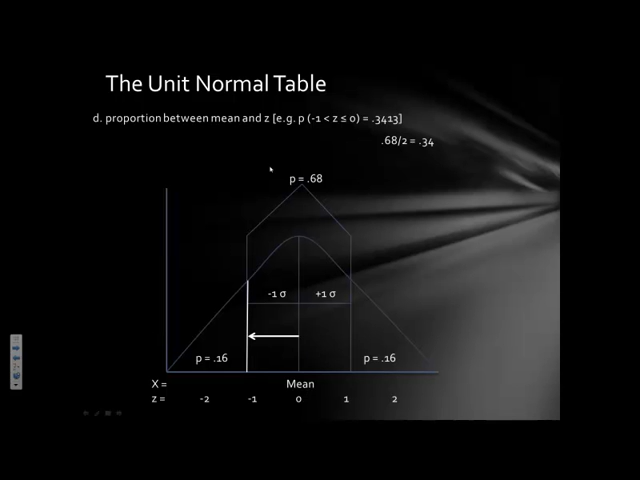 The Unit Normal Table
d. proportion between mean and z [e.g. p (-1 < z ≤ 0) = .3413]
.68/2 = .34
p = .68
-1 σ +1 σ
p = .16 p = .16
X = Mean
z = -2 -1 0 1 2